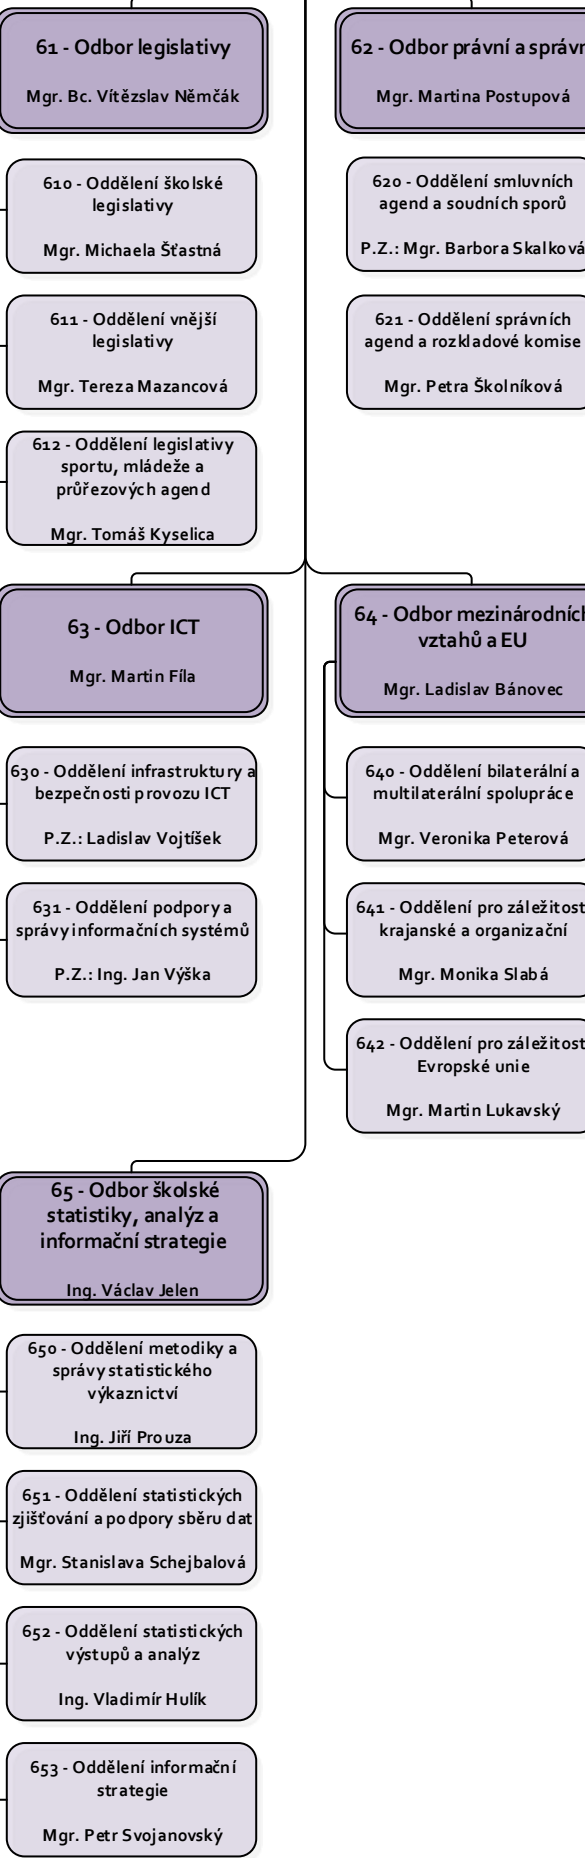 61 - Odbor legislativy
Mgr. Bc. Vítězslav Němčák
610 - Oddělení školské
legislativy
Mgr. Michaela Šťastná
611 - Oddělení vnější
legislativy
Mgr. Tereza Mazancová
612 - Oddělení legislativy
sportu, mládeže a
průřezových agend
Mgr. Tomáš Kyselica
62 - Odbor právní a správn
Mgr. Martina Postupová
620 - Oddělení smluvních
agend a soudních sporů
P.Z.: Mgr. Barbora Skalková
621 - Oddělení správních
agend a rozkladové komise
Mgr. Petra Školníková
63 - Odbor ICT
Mgr. Martin Fíla
630 - Oddělení infrastruktury a
bezpečnosti provozu ICT
P.Z.: Ladislav Vojtíšek
631 - Oddělení podpory a
správy informačních systémů
P.Z.: Ing. Jan Výška
64 - Odbor mezinárodních
vztahů a EU
Mgr. Ladislav Bánovec
640 - Oddělení bilaterální a
multilaterální spolupráce
Mgr. Veronika Peterová
641 - Oddělení pro záležitost
krajanské a organizační
Mgr. Monika Slabá
642 - Oddělení pro záležitost
Evropské unie
Mgr. Martin Lukavský
65 - Odbor školské
statistiky, analýz a
informační strategie
Ing. Václav Jelen
650 - Oddělení metodiky a
správy statistického
výkaznictví
Ing. Jiří Prouza
651 - Oddělení statistických
zjišťování a podpory sběru dat
Mgr. Stanislava Schejbalová
652 - Oddělení statistických
výstupů a analýz
Ing. Vladimír Hulík
653 - Oddělení informační
strategie
Mgr. Petr Svojanovský